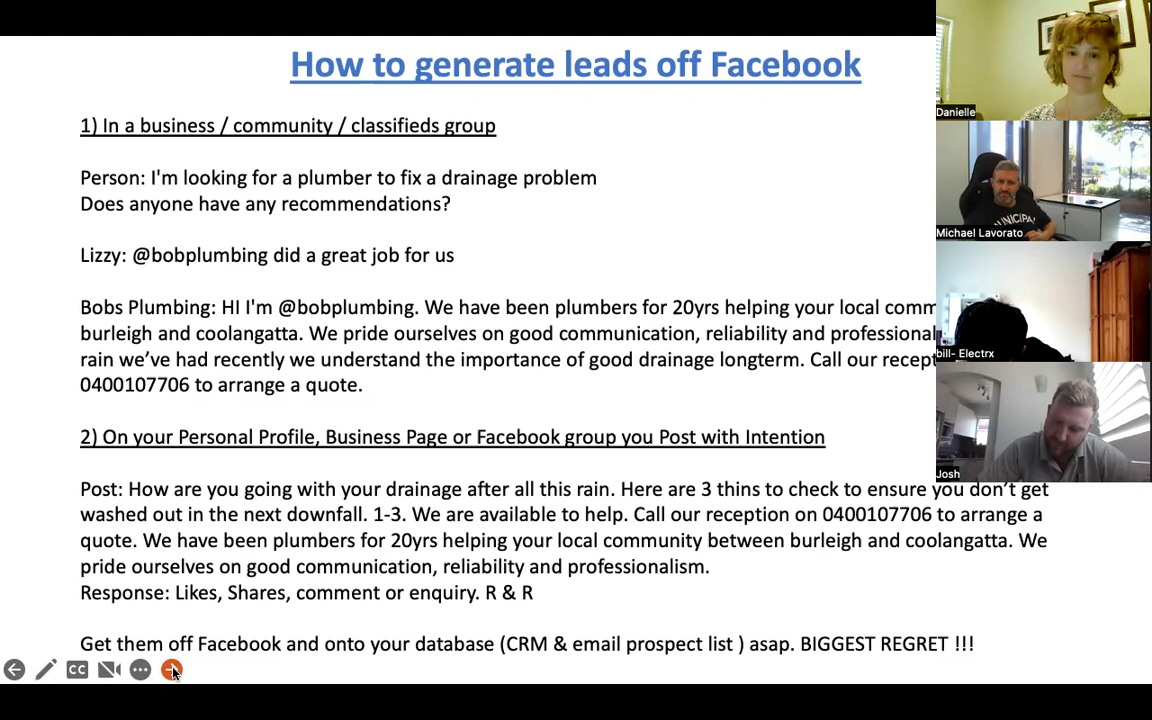 How to generate leads off Facebook
1) In a business / community / classifieds group
Person: I'm looking for a plumber to fix a drainage problem
Does anyone have any recommendations?
Lizzy: @bobplumbing did a great job for us
Bobs Plumbing: HI I'm @bobplumbing. We have been plumbers for 20yrs helping your local comm
burleigh and coolangatta. We pride ourselves on good communication, reliability and professional
rain we’ve had recently we understand the importance of good drainage longterm. Call our recept
0400107706 to arrange a quote.
2) On your Personal Profile, Business Page or Facebook group you Post with Intention
Post: How are you going with your drainage after all this rain. Here are 3 thins to check to ensure you don’t get
washed out in the next downfall. 1-3. We are available to help. Call our reception on 0400107706 to arrange a
quote. We have been plumbers for 20yrs helping your local community between burleigh and coolangatta. We
pride ourselves on good communication, reliability and professionalism.
Response: Likes, Shares, comment or enquiry. R & R
Get them off Facebook and onto your database (CRM & email prospect list ) asap. BIGGEST REGRET !!!
CC
Danielle
UNICIPA
Michael Lavorato
bill- Electrx
Josh